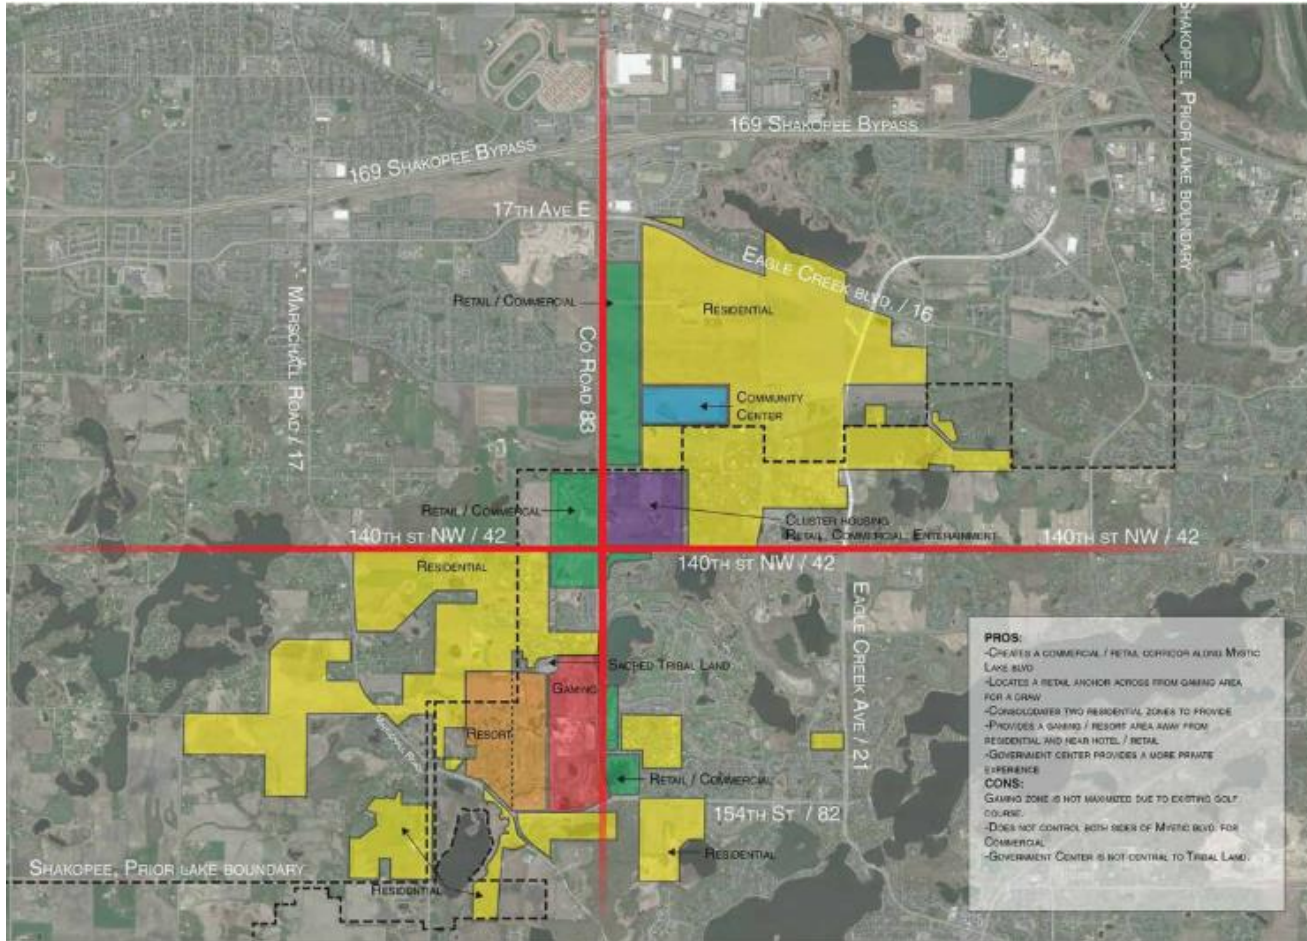 SHAKOPEE, PRIOR LAKE BOUNDARY
169 SHAKOPEE BYPASS
169 SHAKOPEE BYPASS
17TH AVE E
EAGLE CREEK BLVD. / 16
RETAIL / COMMERCIAL
RESIDENTIAL
MARSCHALL ROAD / 17
CO ROAD 83
COMMUNITY
CENTER
RETAIL / COMMERCAL
CLUSTER HOUSING
RETAIL, COMMERCIAL, ENTERAINMENT
140TH ST NW / 42
140TH ST NW / 42
140TH ST NW / 42
RESIDENTIAL
EAGLE CREEK AVE / 21
SACRED TRIBAL LAND
GAMING
RESORT
RETAIL / COMMERCIAL
154TH ST / 82
RESIDENTIAL
SHAKOPEE, PRIOR LAKE BOUNDARY
RESIDENTIAL
PROS:
-CREATES A COMMERCIAL / RETAIL CORRICOR ALONG MYSTIC
LAKE BLVD
-LOCATES A RETAIL ANCHOR ACROSS FROM GAMING AREA
FOR A DRAW
-CONSOLODATES TWO RESIDENTIAL ZONES TO PROVIDE
-PROVIDES A GAMING / RESORT AREA AWAY FROM
RESIDENTIAL AND NEAR HOTEL / RETAIL
-GOVERNMENT CENTER PROVIDES A MORE PRIVATE
EXPERIENCE
CONS:
GAMING ZONE IS NOT MAXIMIZED DUE TO EXISTING GOLF
COURSE.
-DOES NOT CONTROL BOTH SIDES OF MYSTIC BLVD. FOR
COMMERCIAL
-GOVERNMENT CENTER IS NOT CENTRAL TO TRIBAL LAND.